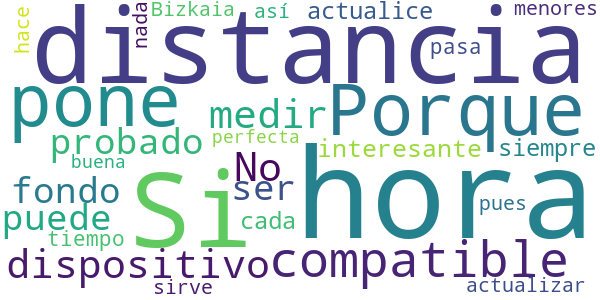 hace nada Bizkaia así actualice menores
distancia
pasa
pone Porque
medir
probado perfecta interesante siempre
buena No hora
fondo Si ser
puede cada pues
tiempo
dispositivo compatible
sirve actualizar